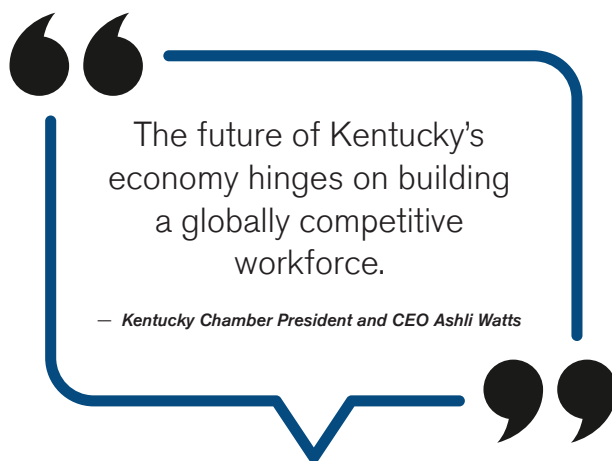 The future of Kentucky’s
economy hinges on building
a globally competitive
workforce.
— Kentucky Chamber President and CEO Ashli Watts